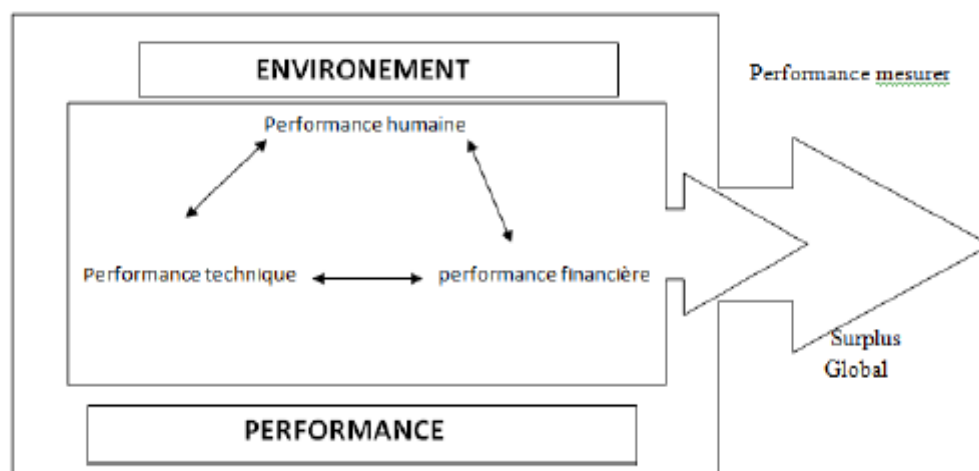 ENVIRONEMENT
Performance mesurer
Performance humaine
Performance technique
performance financière
Surplus
Global
PERFORMANCE